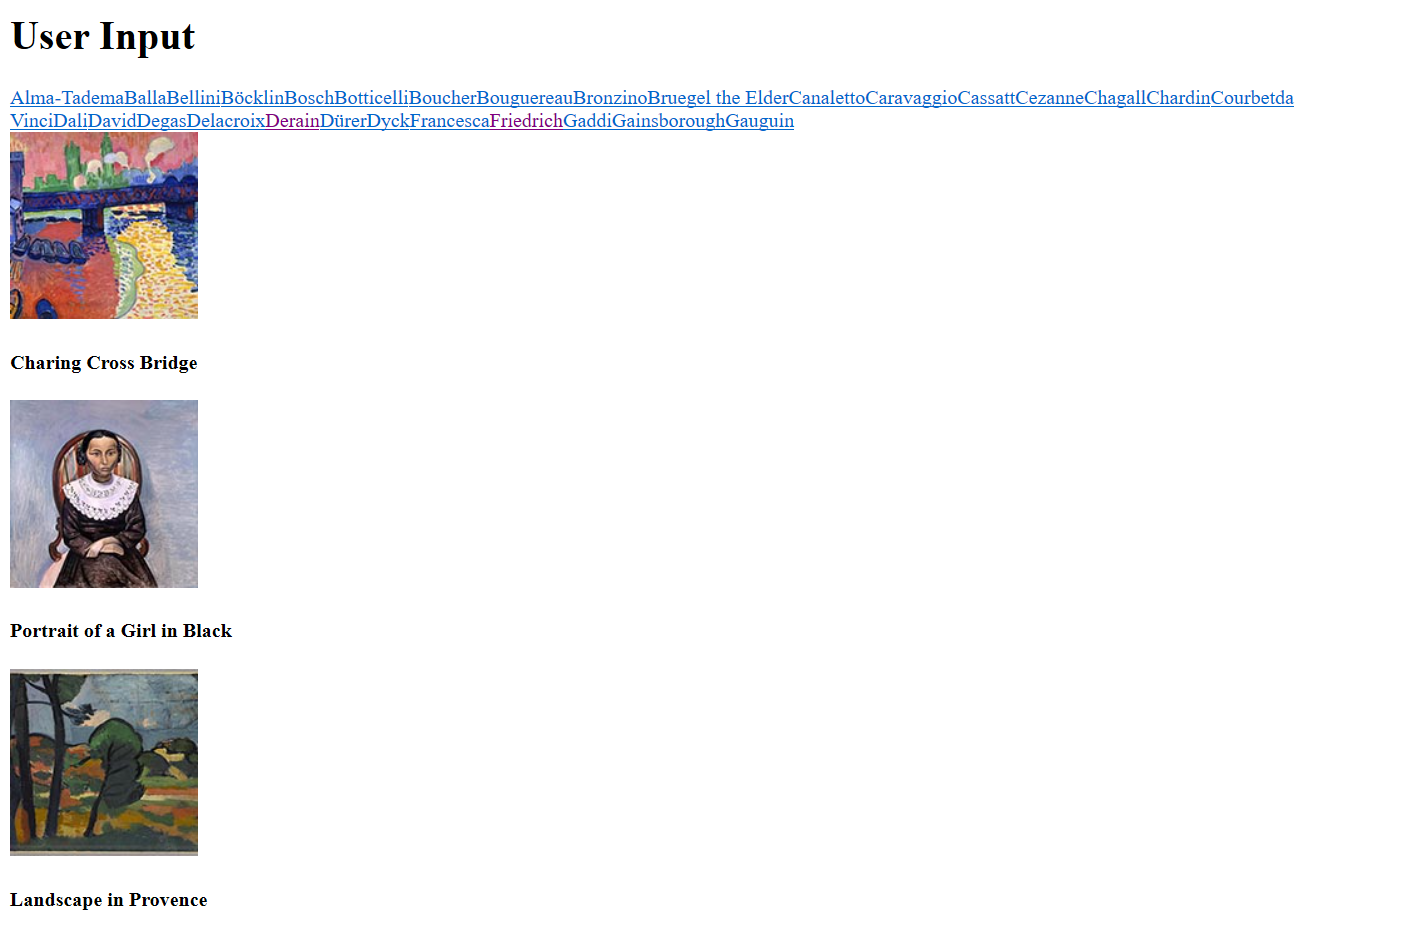 User Input
Alma-TademaBallaBelliniBöcklinBoschBotticelliBoucherBouguereauBronzinoBruegel the ElderCanalettoCaravaggioCassattCezanneChagallChardinCourbetda
VinciDaliDavidDegasDelacroixDerainDürerDyckFrancescaFriedrichGaddiGainsboroughGauguin
Charing Cross Bridge
Portrait of a Girl in Black
Landscape in Provence